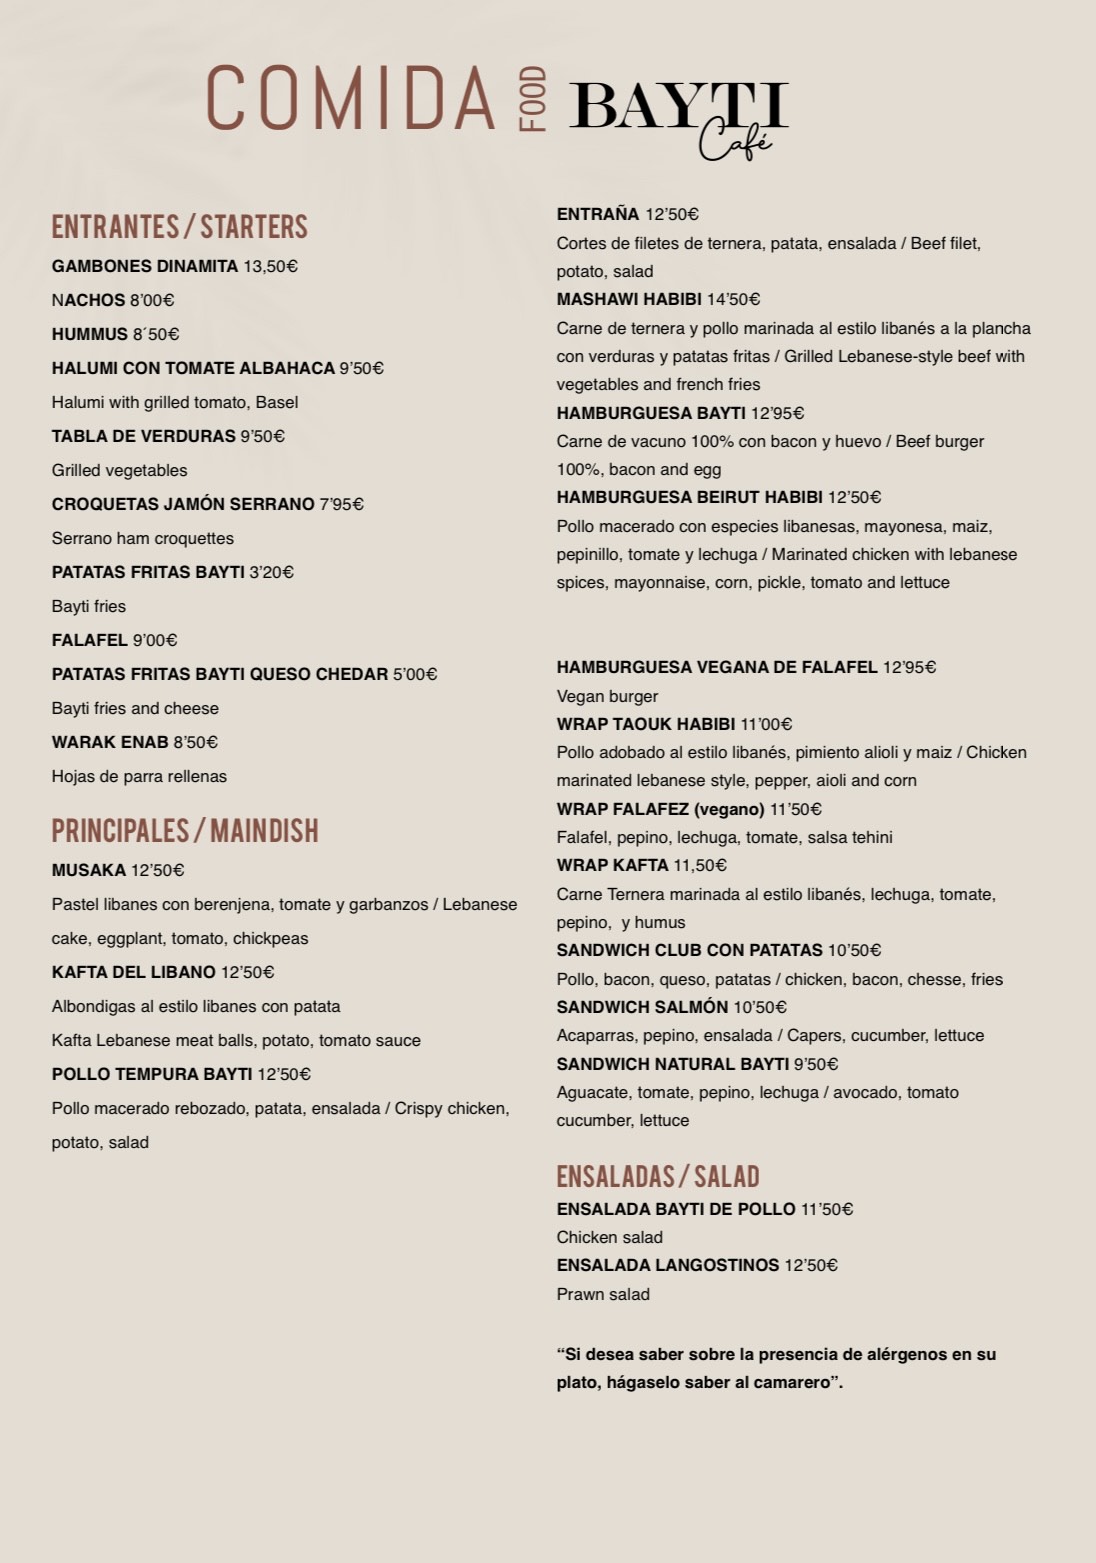 COMIDA FOOD BAYTI
Café
ENTRANTES / STARTERS
GAMBONES DINAMITA 13,50€
NACHOS 8’00€
HUMMUS 8´50€
HALUMI CON TOMATE ALBAHACA 9’50€
Halumi with grilled tomato, Basel
TABLA DE VERDURAS 9’50€
Grilled vegetables
CROQUETAS JAMÓN SERRANO 7’95€
Serrano ham croquettes
PATATAS FRITAS BAYTI 3’20€
Bayti fries
FALAFEL 9’00€
PATATAS FRITAS BAYTI QUESO CHEDAR 5’00€
Bayti fries and cheese
WARAK ENAB 8’50€
Hojas de parra rellenas
PRINCIPALES / MAIN DISH
MUSAKA 12’50€
Pastel libanes con berenjena, tomate y garbanzos / Lebanese
cake, eggplant, tomato, chickpeas
KAFTA DEL LIBANO 12’50€
Albondigas al estilo libanes con patata
Kafta Lebanese meat balls, potato, tomato sauce
POLLO TEMPURA BAYTI 12’50€
Pollo macerado rebozado, patata, ensalada / Crispy chicken,
potato, salad
ENTRAÑA 12’50€
Cortes de filetes de ternera, patata, ensalada / Beef filet,
potato, salad
MASHAWI HABIBI 14’50€
Carne de ternera y pollo marinada al estilo libanés a la plancha
con verduras y patatas fritas / Grilled Lebanese-style beef with
vegetables and french fries
HAMBURGUESA BAYTI 12’95€
Carne de vacuno 100% con bacon y huevo / Beef burger
100%, bacon and egg
HAMBURGUESA BEIRUT HABIBI 12’50€
Pollo macerado con especies libanesas, mayonesa, maiz,
pepinillo, tomate y lechuga / Marinated chicken with lebanese
spices, mayonnaise, corn, pickle, tomato and lettuce
HAMBURGUESA VEGANA DE FALAFEL 12’95€
Vegan burger
WRAP TAOUK HABIBI 11’00€
Pollo adobado al estilo libanés, pimiento alioli y maiz / Chicken
marinated lebanese style, pepper, aioli and corn
WRAP FALAFEZ (vegano) 11’50€
Falafel, pepino, lechuga, tomate, salsa tehini
WRAP KAFTA 11,50€
Carne Ternera marinada al estilo libanés, lechuga, tomate,
pepino,  y humus
SANDWICH CLUB CON PATATAS 10’50€
Pollo, bacon, queso, patatas / chicken, bacon, chesse, fries
SANDWICH SALMÓN 10’50€
Acaparras, pepino, ensalada / Capers, cucumber, lettuce
SANDWICH NATURAL BAYTI 9’50€
Aguacate, tomate, pepino, lechuga / avocado, tomato
cucumber, lettuce
ENSALADAS / SALAD
ENSALADA BAYTI DE POLLO 11’50€
Chicken salad
ENSALADA LANGOSTINOS 12’50€
Prawn salad
“Si desea saber sobre la presencia de alérgenos en su
plato, hágaselo saber al camarero”.